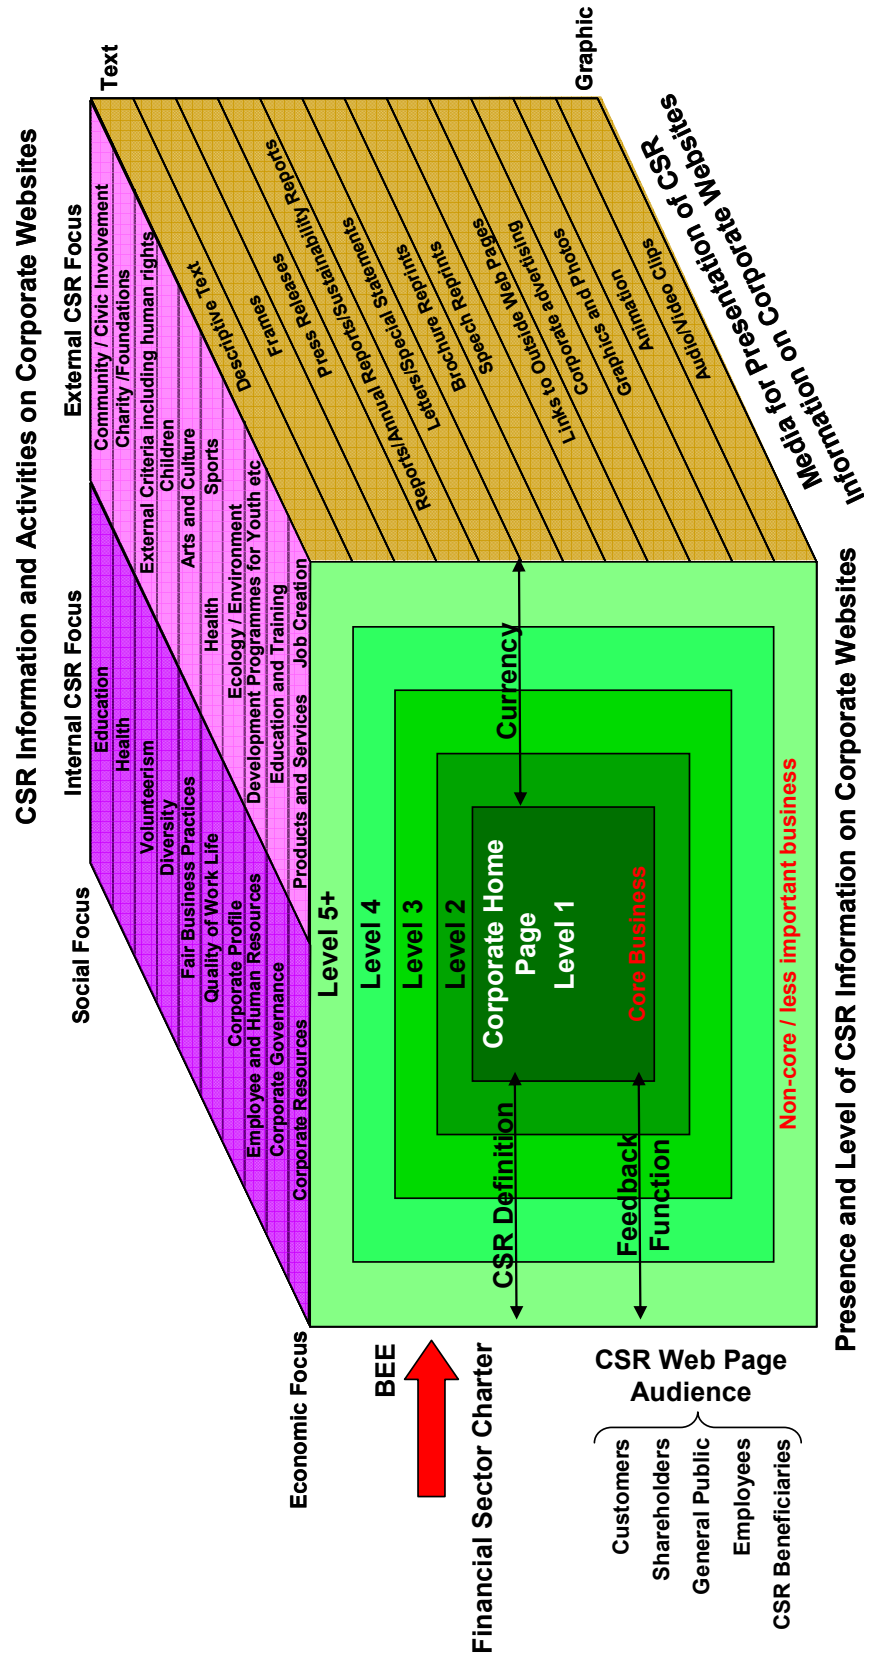 CSR Information and Activities on Corporate Websites
Social Focus
Internal CSR Focus
External CSR Focus
Text
Education
Health
Volunteerism
Diversity
Fair Business Practices
Quality of Work Life
Corporate Profile
Employee and Human Resources
Corporate Governance
Corporate Resources
Community / Civic Involvement
Charity /Foundations
External Criteria including human rights
Children
Arts and Culture
Health
Sports
Ecology / Environment
Development Programmes for Youth etc
Education and Training
Products and Services
Job Creation
Economic Focus
Descriptive Text
Frames
Press Releases
Reports/Annual Reports/Sustainability Reports
Letters/Special Statements
Brochure Reprints
Speech Reprints
Links to Outside Web Pages
Corporate advertising
Graphics and Photos
Animation
Audio/Video Clips
Graphic
Media for Presentation of CSR
Information on Corporate Websites
BEE
Financial Sector Charter
Level 5+
Level 4
Level 3
Level 2
Corporate Home
Page
Level 1
Core Business
CSR Definition
Currency
Feedback
Function
Non-core / less important business
Presence and Level of CSR Information on Corporate Websites
CSR Web Page
Audience
Customers
Shareholders
General Public
Employees
CSR Beneficiaries